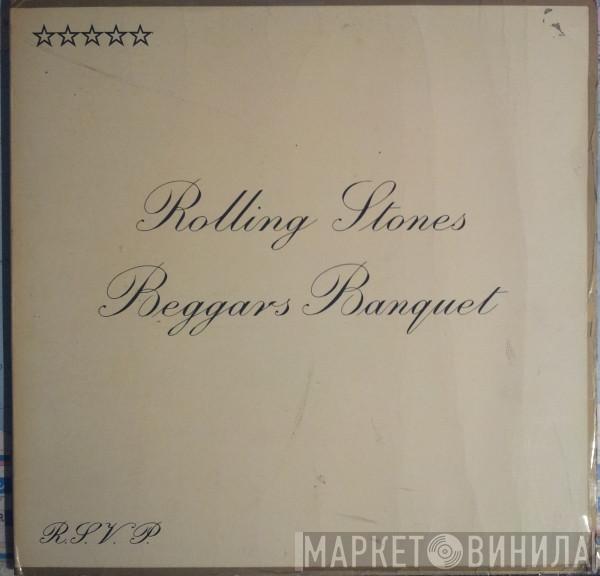 ☆☆☆☆☆
Rolling Stones
Beggars Banquet
R.S.V.P.
МАРКЕТ ВИНИЛА